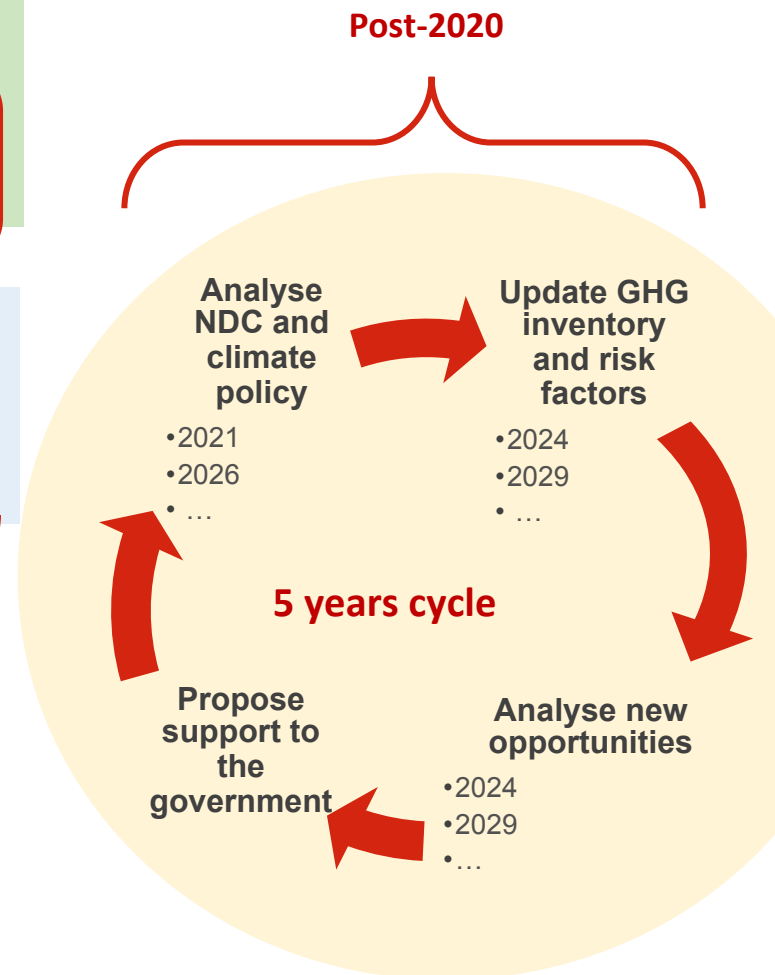 Post-2020
Analyse
NDC and
climate
policy
•2021
•2026
• …
Update GHG
inventory
and risk
factors
•2024
•2029
• …
5 years cycle
Propose
support to
the
government
Analyse new
opportunities
•2024
•2029
•…